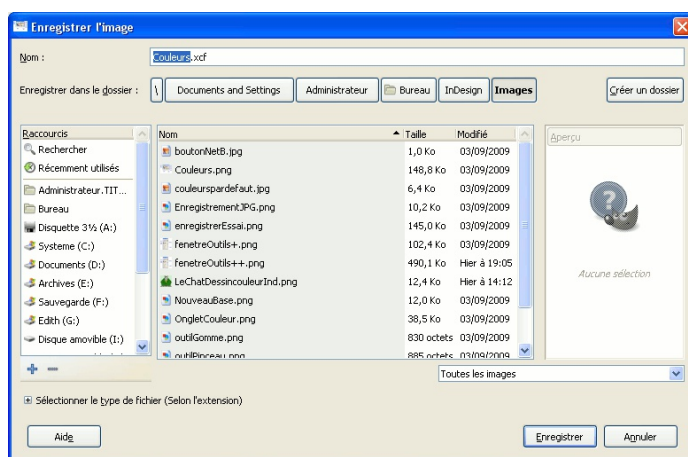 Enregistrer l'image
Nom :
Couleurs.xcf
Enregistrer dans le dossier :
\ Documents and Settings Administrateur Bureau InDesign Images
Créer un dossier
Raccourcis
Rechercher
Récemment utilisés
Administrateur.TIT...
Bureau
Disquette 3½ (A:)
Systeme (C:)
Documents (D:)
Archives (E:)
Sauvegarde (F:)
Edith (G:)
Disque amovible (I:)
Nom Taille Modifié
boutonNetB.jpg 1,0 Ko 03/09/2009
Couleurs.png 148,8 Ko 03/09/2009
couleurspardefaut.jpg 6,4 Ko 03/09/2009
EnregistrementJPG.png 10,2 Ko 03/09/2009
enregistrerEssai.png 145,0 Ko 03/09/2009
fenetreOutils+.png 102,4 Ko 03/09/2009
fenetreOutils++.png 490,1 Ko Hier à 19:05
LeChatDessincouleurInd.png 12,4 Ko Hier à 14:12
NouveauBase.png 12,0 Ko 03/09/2009
OngletCouleur.png 38,5 Ko 03/09/2009
outilGomme.png 830 octets 03/09/2009
outilPinceau.png 885 octets 03/09/2009
Aperçu
Aucune sélection
Toutes les images
Sélectionner le type de fichier (Selon l'extension)
Aide
Enregistrer
Annuler